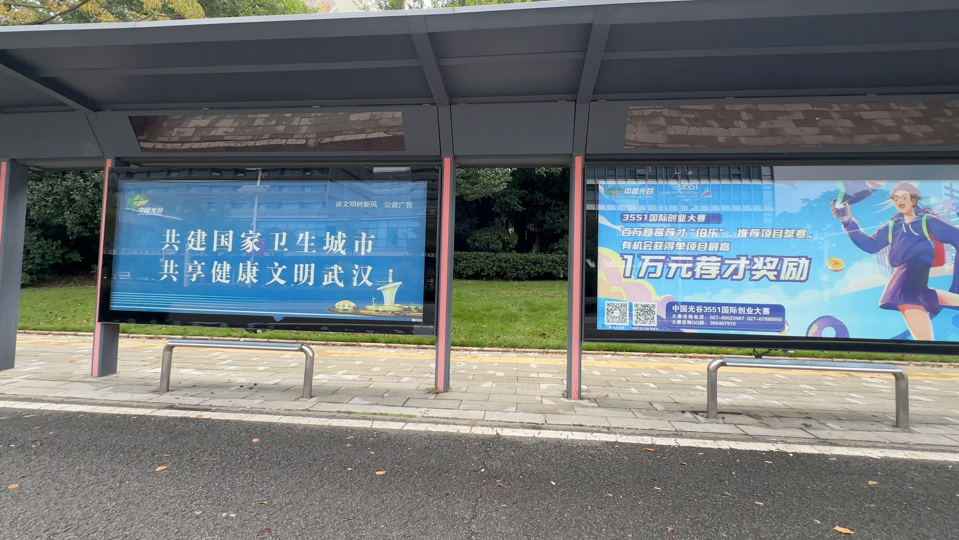 中国光谷
讲文明树新风 公益广告
共建国家卫生城市
共享健康文明武汉
中国光谷
3551
3551国际创业大赛
百万悬赏荐才“伯乐”、推荐项目参赛、
有机会获得单项目最高
1万元荐才奖励
中国光谷3551国际创业大赛